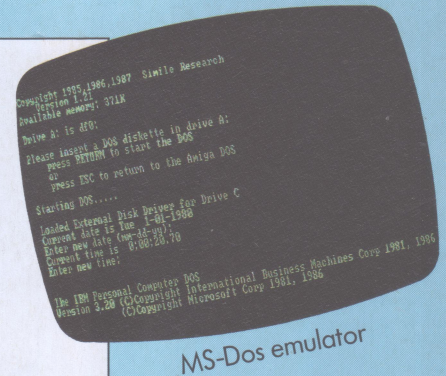 Copyright 1985,1986,1987 Simile Research
Version 1.21
Available memory: 371K
Drive A: is df0:
Please insert a DOS diskette in drive A:
press RETURN to start the DOS
or
press ESC to return to the Amiga DOS
Starting DOS.....
Loaded External Disk Driver for Drive C
Current date is Tue 1-01-1980
Enter new date (mm-dd-yy):
Current time is 0:00:20.70
Enter new time:
The IBM Personal Computer DOS
Version 3.20 (C)Copyright International Business Machines Corp 1981, 1986
(C)Copyright Microsoft Corp 1981, 1986
MS-Dos emulator